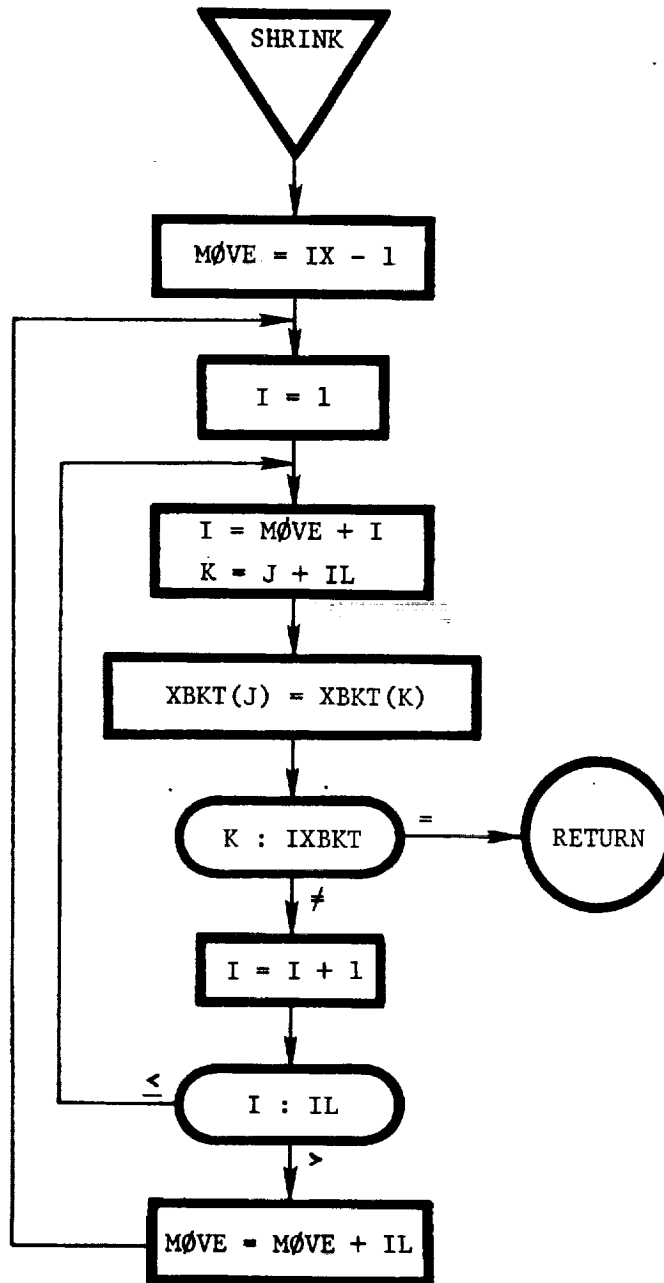 SHRINK
MØVE = IX - 1
I = 1
I = MØVE + I
K = J + IL
XBKT(J) = XBKT(K)
K : IXBKT
=
RETURN
≠
I = I + 1
≤
I : IL
>
MØVE = MØVE + IL